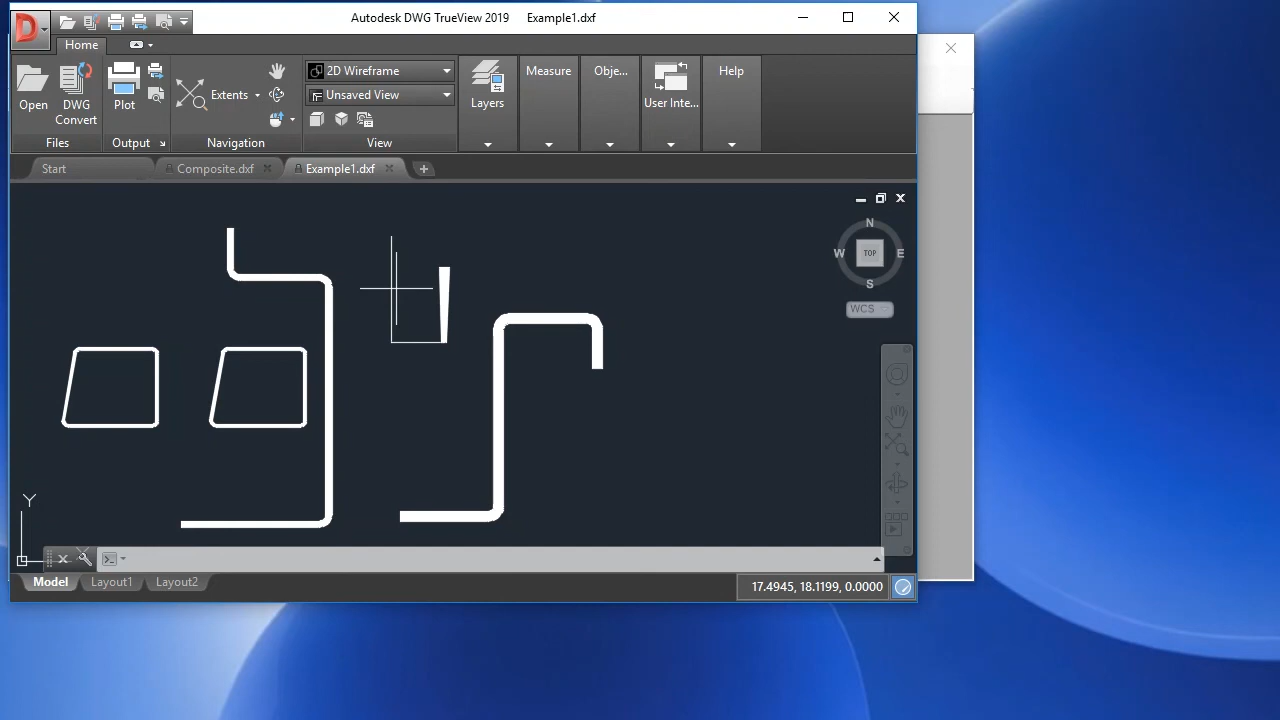 Autodesk DWG TrueView 2019 Example1.dxf
Home
Open
DWG Convert
Files
Plot
Output
Extents
Navigation
2D Wireframe
Unsaved View
View
Layers
Measure
Obje...
User Inte...
Help
Start
Composite.dxf
Example1.dxf
N
W
TOP
E
S
WCS
Y
Model
Layout1
Layout2
17.4945, 18.1199, 0.0000